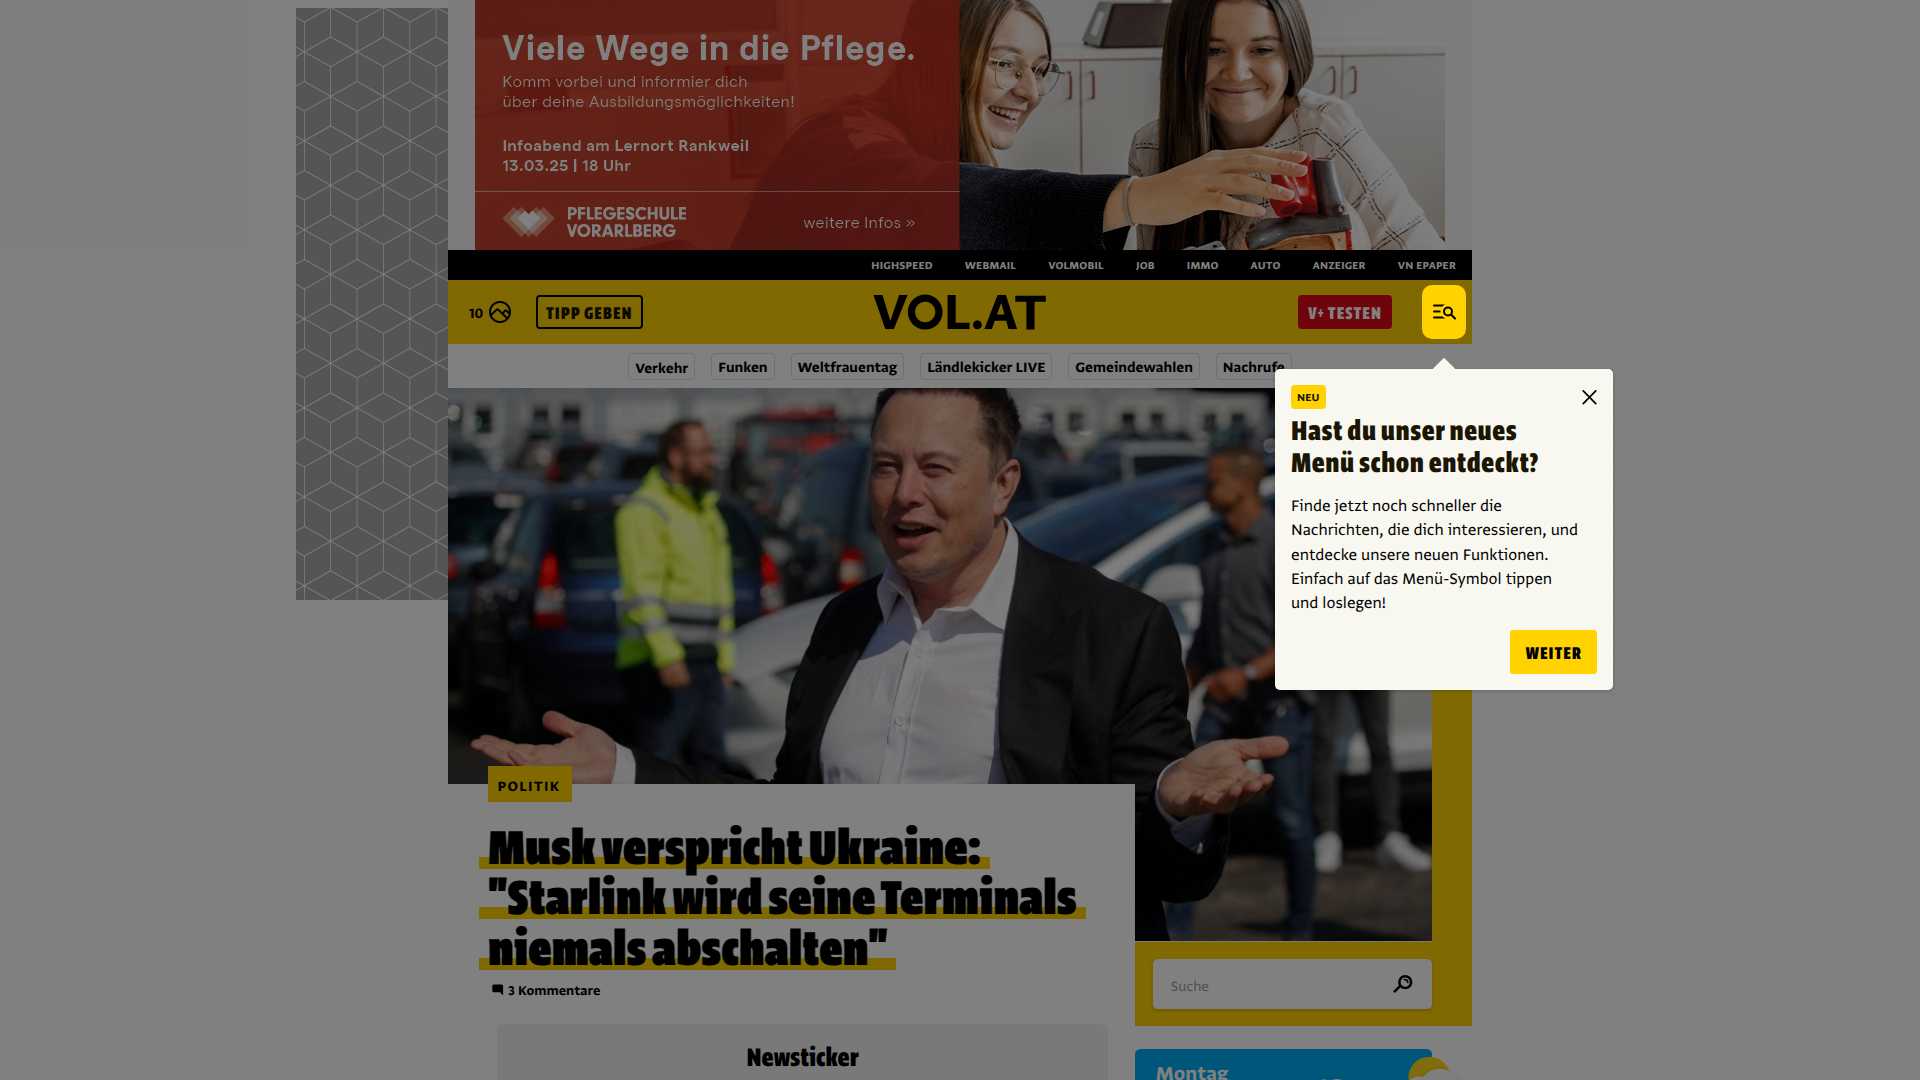 Viele Wege in die Pflege.
Komm vorbei und informier dich
über deine Ausbildungsmöglichkeiten!
Infoabend am Lernort Rankweil
13.03.25 | 18 Uhr
PFLEGESCHULE
VORARLBERG
weitere Infos »
HIGHSPEED WEBMAIL VOLMOBIL JOB IMMO AUTO ANZEIGER VN EPAPER
10 TIPP GEBEN VOL.AT V+ TESTEN
Verkehr Funken Weltfrauentag Ländlekicker LIVE Gemeindewahlen Nachrufe
NEU
Hast du unser neues
Menü schon entdeckt?
Finde jetzt noch schneller die
Nachrichten, die dich interessieren, und
entdecke unsere neuen Funktionen.
Einfach auf das Menü-Symbol tippen
und loslegen!
WEITER
POLITIK
Musk verspricht Ukraine:
"Starlink wird seine Terminals
niemals abschalten"
3 Kommentare
Suche
Newsticker
Montag